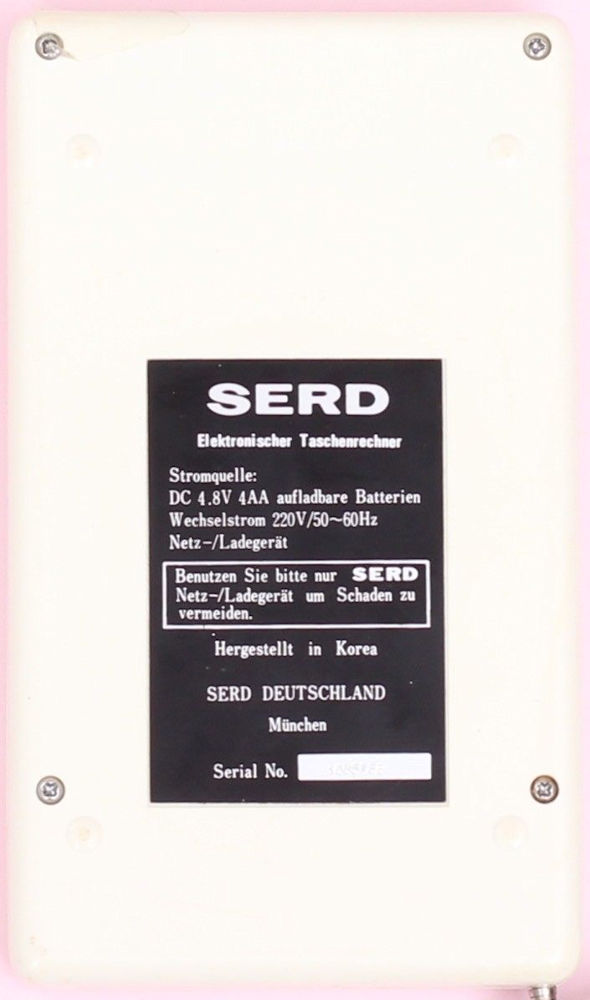 SERD
Elektronischer Taschenrechner
Stromquelle:
DC 4.8V 4AA aufladbare Batterien
Wechselstrom 220V/50~60Hz
Netz-/Ladegerät
Benutzen Sie bitte nur SERD
Netz-/Ladegerät um Schaden zu
vermeiden.
Hergestellt in Korea
SERD DEUTSCHLAND
München
Serial No.